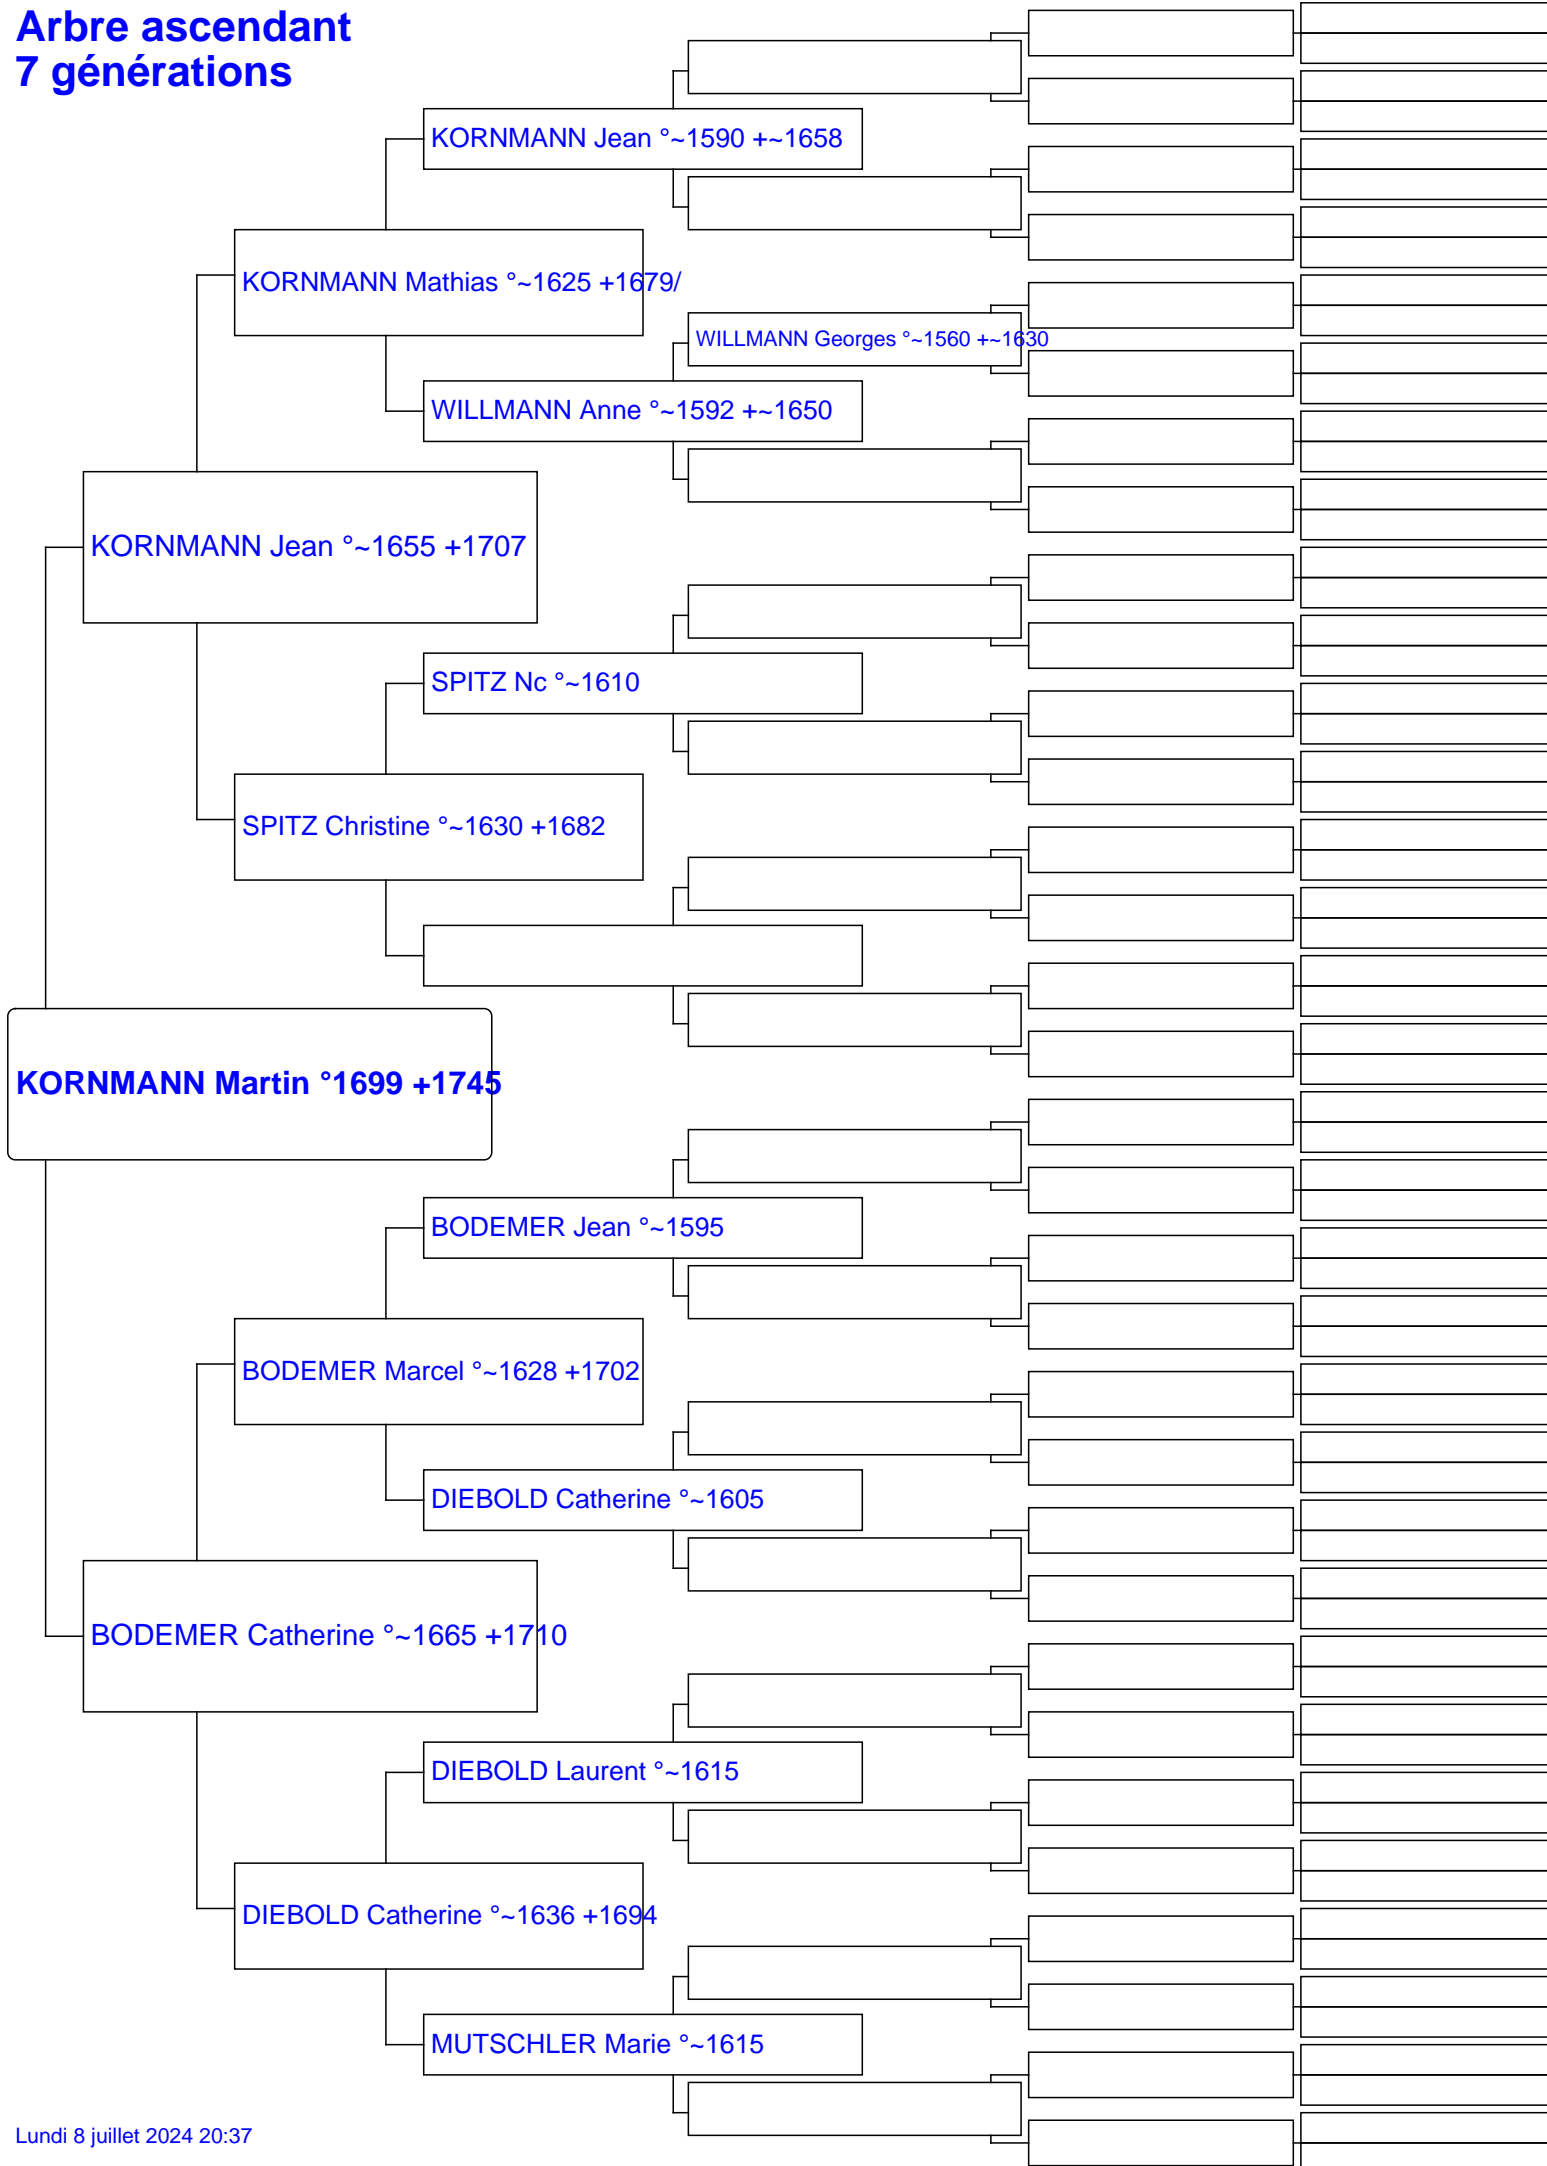 Arbre ascendant
7 générations
KORNMANN Jean °~1590 +~1658
KORNMANN Mathias °~1625 +1679/
WILLMANN Georges °~1560 +~1630
WILLMANN Anne °~1592 +~1650
KORNMANN Jean °~1655 +1707
SPITZ Nc °~1610
SPITZ Christine °~1630 +1682
KORNMANN Martin °1699 +1745
BODEMER Jean °~1595
BODEMER Marcel °~1628 +1702
DIEBOLD Catherine °~1605
BODEMER Catherine °~1665 +1710
DIEBOLD Laurent °~1615
DIEBOLD Catherine °~1636 +1694
MUTSCHLER Marie °~1615
Lundi 8 juillet 2024 20:37